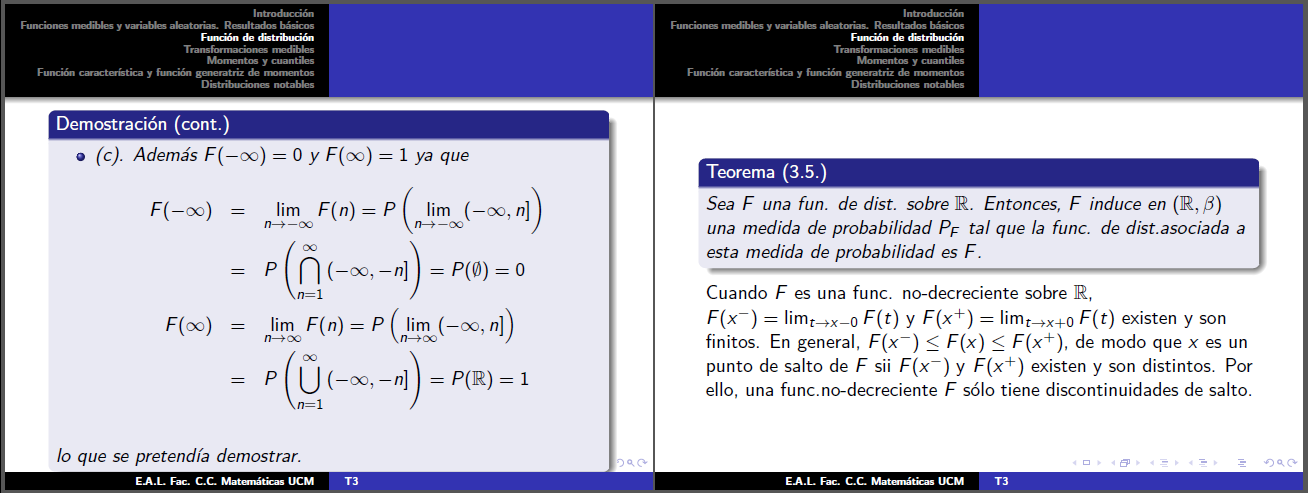 Introducción
Funciones medibles y variables aleatorias. Resultados básicos
Función de distribución
Transformaciones medibles
Momentos y cuantiles
Función característica y función generatriz de momentos
Distribuciones notables
Demostración (cont.)
(c). Además F(−∞) = 0 y F(∞) = 1 ya que
F(−∞) = lim_{n→−∞} F(n) = P ( lim_{n→−∞} (−∞, n] )
= P ( ⋂_{n=1}^{∞} (−∞, −n] ) = P(∅) = 0
F(∞) = lim_{n→∞} F(n) = P ( lim_{n→∞} (−∞, n] )
= P ( ⋃_{n=1}^{∞} (−∞, −n] ) = P(ℝ) = 1
lo que se pretendía demostrar.
E.A.L. Fac. C.C. Matemáticas UCM T3
Introducción
Funciones medibles y variables aleatorias. Resultados básicos
Función de distribución
Transformaciones medibles
Momentos y cuantiles
Función característica y función generatriz de momentos
Distribuciones notables
Teorema (3.5.)
Sea F una fun. de dist. sobre ℝ. Entonces, F induce en (ℝ, β)
una medida de probabilidad P_F tal que la func. de dist.asociada a
esta medida de probabilidad es F.
Cuando F es una func. no-decreciente sobre ℝ,
F(x⁻) = lim_{t→x−0} F(t) y F(x⁺) = lim_{t→x+0} F(t) existen y son
finitos. En general, F(x⁻) ≤ F(x) ≤ F(x⁺), de modo que x es un
punto de salto de F sii F(x⁻) y F(x⁺) existen y son distintos. Por
ello, una func.no-decreciente F sólo tiene discontinuidades de salto.
E.A.L. Fac. C.C. Matemáticas UCM T3